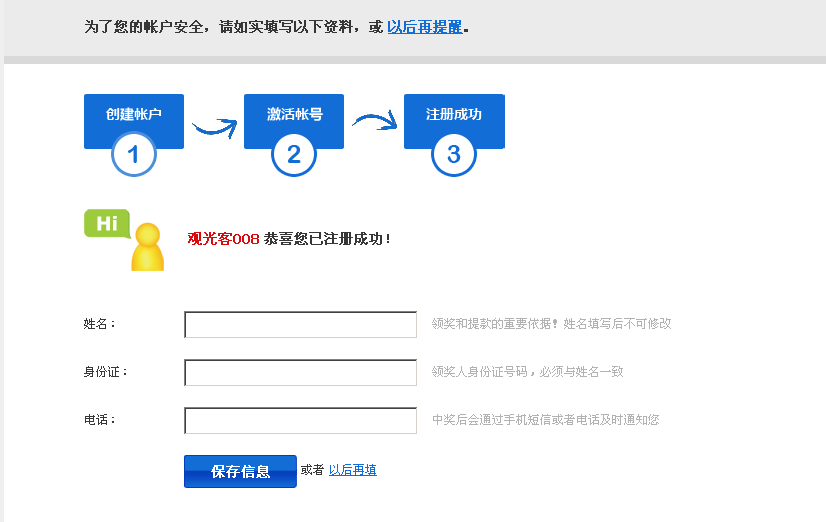 为了您的帐户安全，请如实填写以下资料，或 以后再提醒。
创建帐户 激活帐号 注册成功
1 2 3
Hi
观光客008 恭喜您已注册成功！
姓名： 领奖和提款的重要依据！姓名填写后不可修改
身份证： 领奖人身份证号码，必须与姓名一致
电话： 中奖后会通过手机短信或者电话及时通知您
保存信息 或者 以后再填